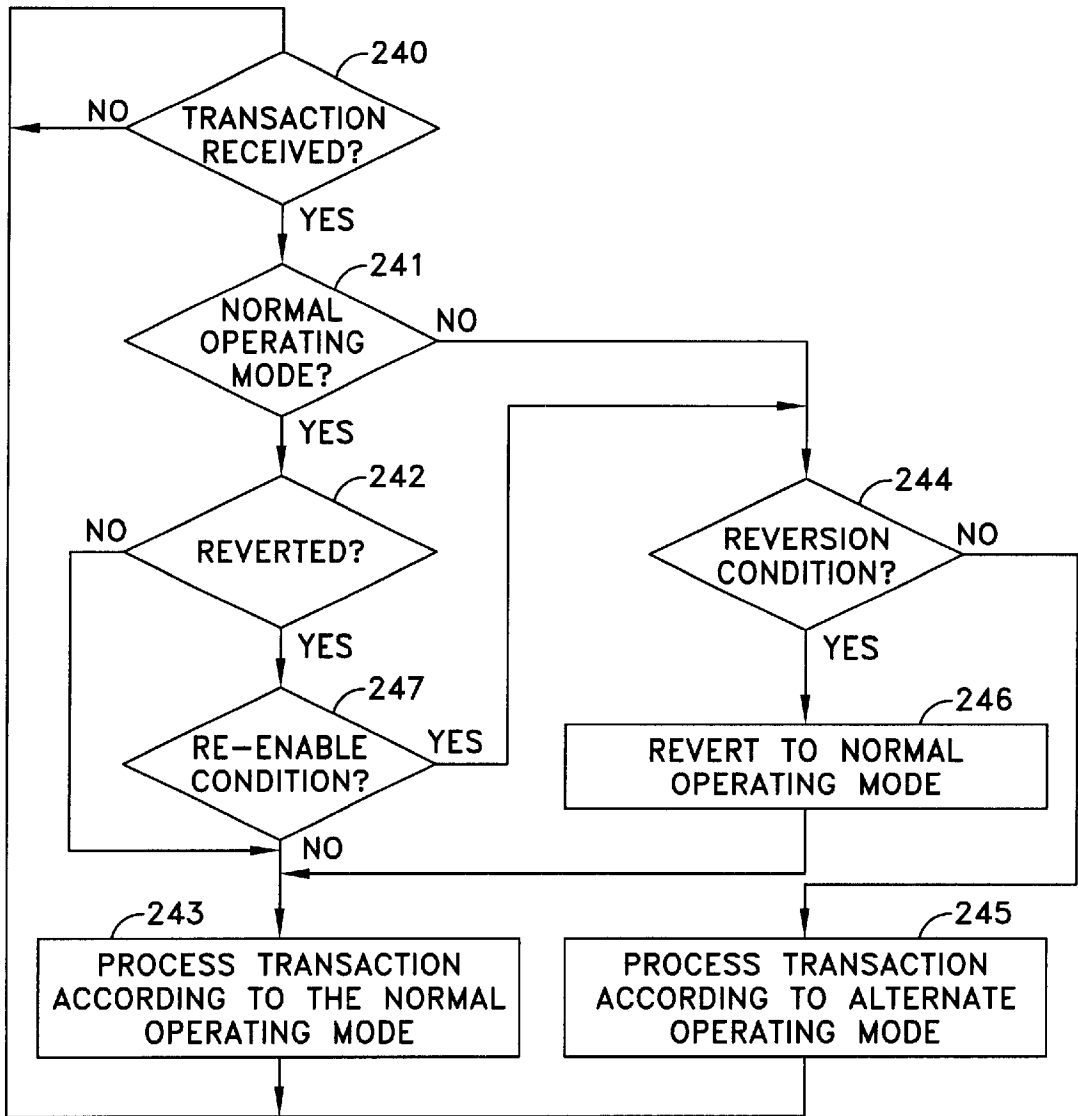 240
NO
TRANSACTION
RECEIVED?
YES
241
NORMAL
OPERATING
MODE?
NO
YES
242
NO
REVERTED?
YES
244
REVERSION
CONDITION?
NO
YES
247
RE-ENABLE
CONDITION?
YES
NO
246
REVERT TO NORMAL
OPERATING MODE
243
PROCESS TRANSACTION
ACCORDING TO THE NORMAL
OPERATING MODE
245
PROCESS TRANSACTION
ACCORDING TO ALTERNATE
OPERATING MODE